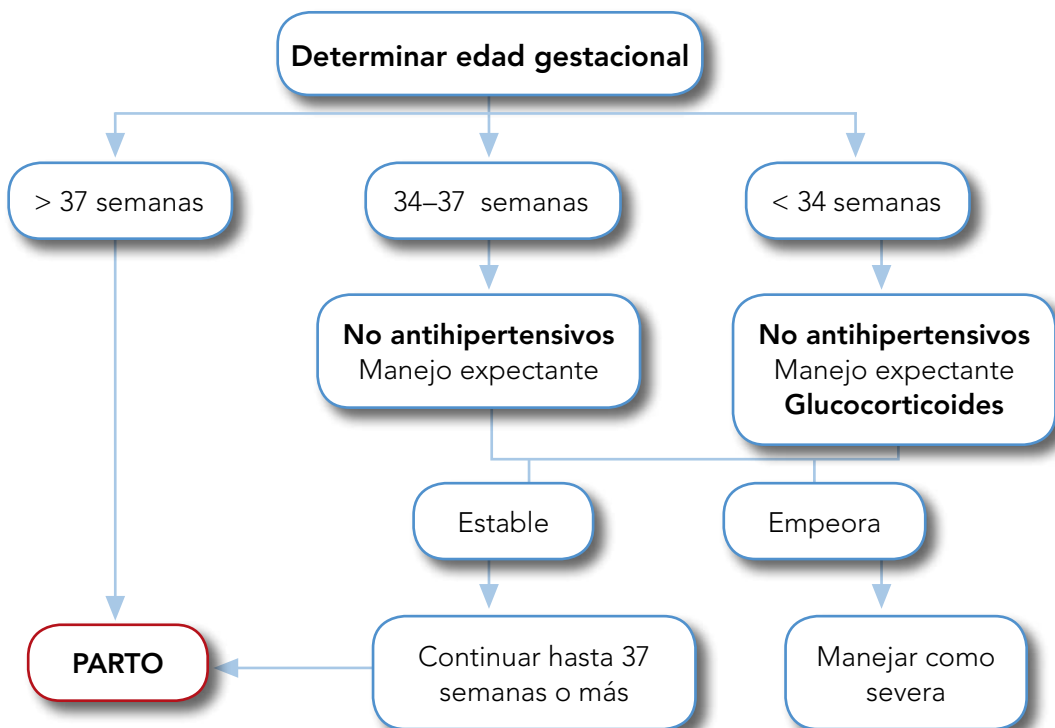 Determinar edad gestacional
> 37 semanas
34–37 semanas
< 34 semanas
No antihipertensivos
Manejo expectante
No antihipertensivos
Manejo expectante
Glucocorticoides
Estable
Empeora
PARTO
Continuar hasta 37
semanas o más
Manejar como
severa